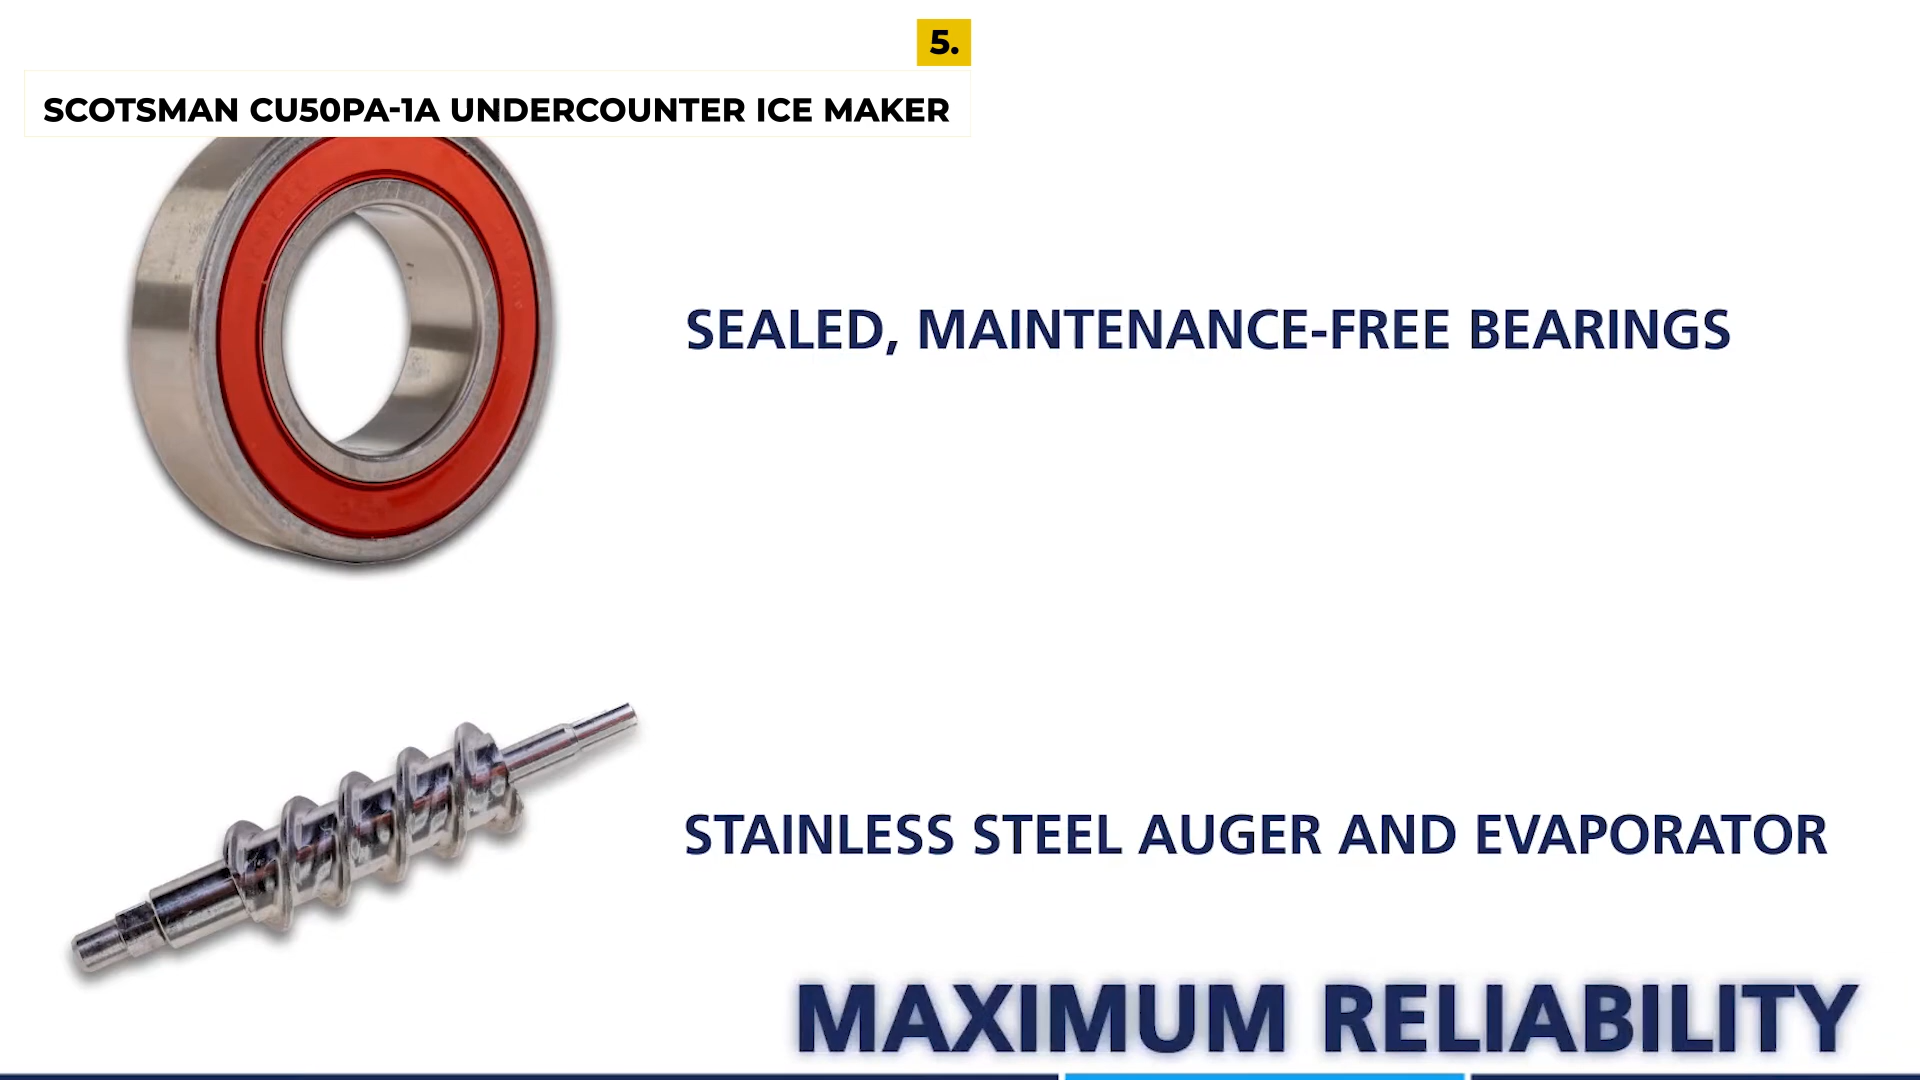 5.
SCOTSMAN CU50PA-1A UNDERCOUNTER ICE MAKER
SEALED, MAINTENANCE-FREE BEARINGS
STAINLESS STEEL AUGER AND EVAPORATOR
MAXIMUM RELIABILITY